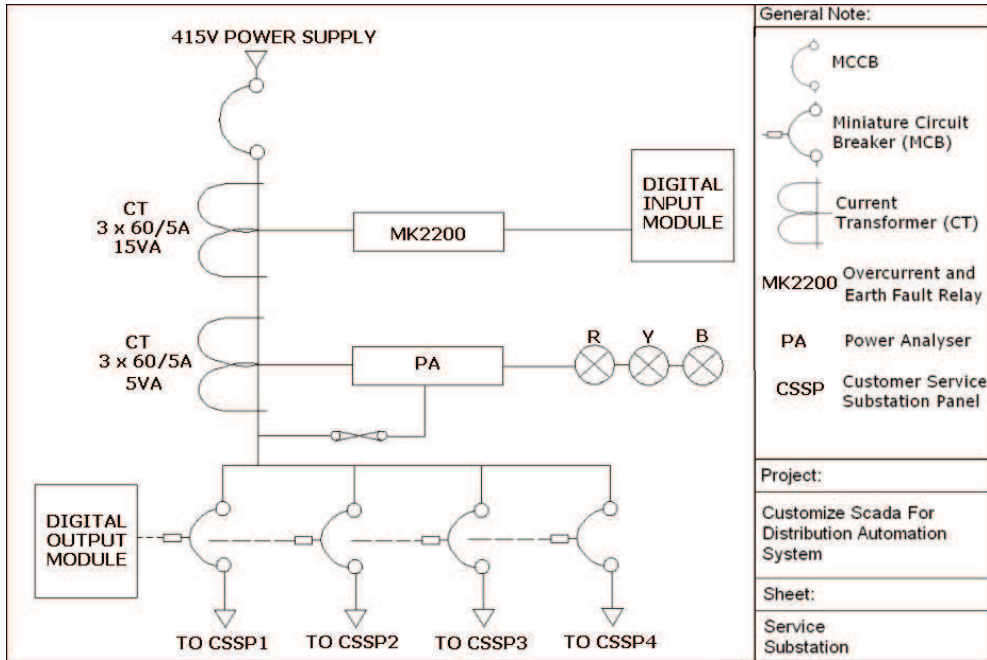 415V POWER SUPPLY
CT
3 x 60/5A
15VA
MK2200
DIGITAL
INPUT
MODULE
CT
3 x 60/5A
5VA
PA
R Y B
DIGITAL
OUTPUT
MODULE
TO CSSP1 TO CSSP2 TO CSSP3 TO CSSP4
General Note:
MCCB
Miniature Circuit
Breaker (MCB)
Current
Transformer (CT)
MK2200 Overcurrent and
Earth Fault Relay
PA Power Analyser
CSSP Customer Service
Substation Panel
Project:
Customize Scada For
Distribution Automation
System
Sheet:
Service
Substation